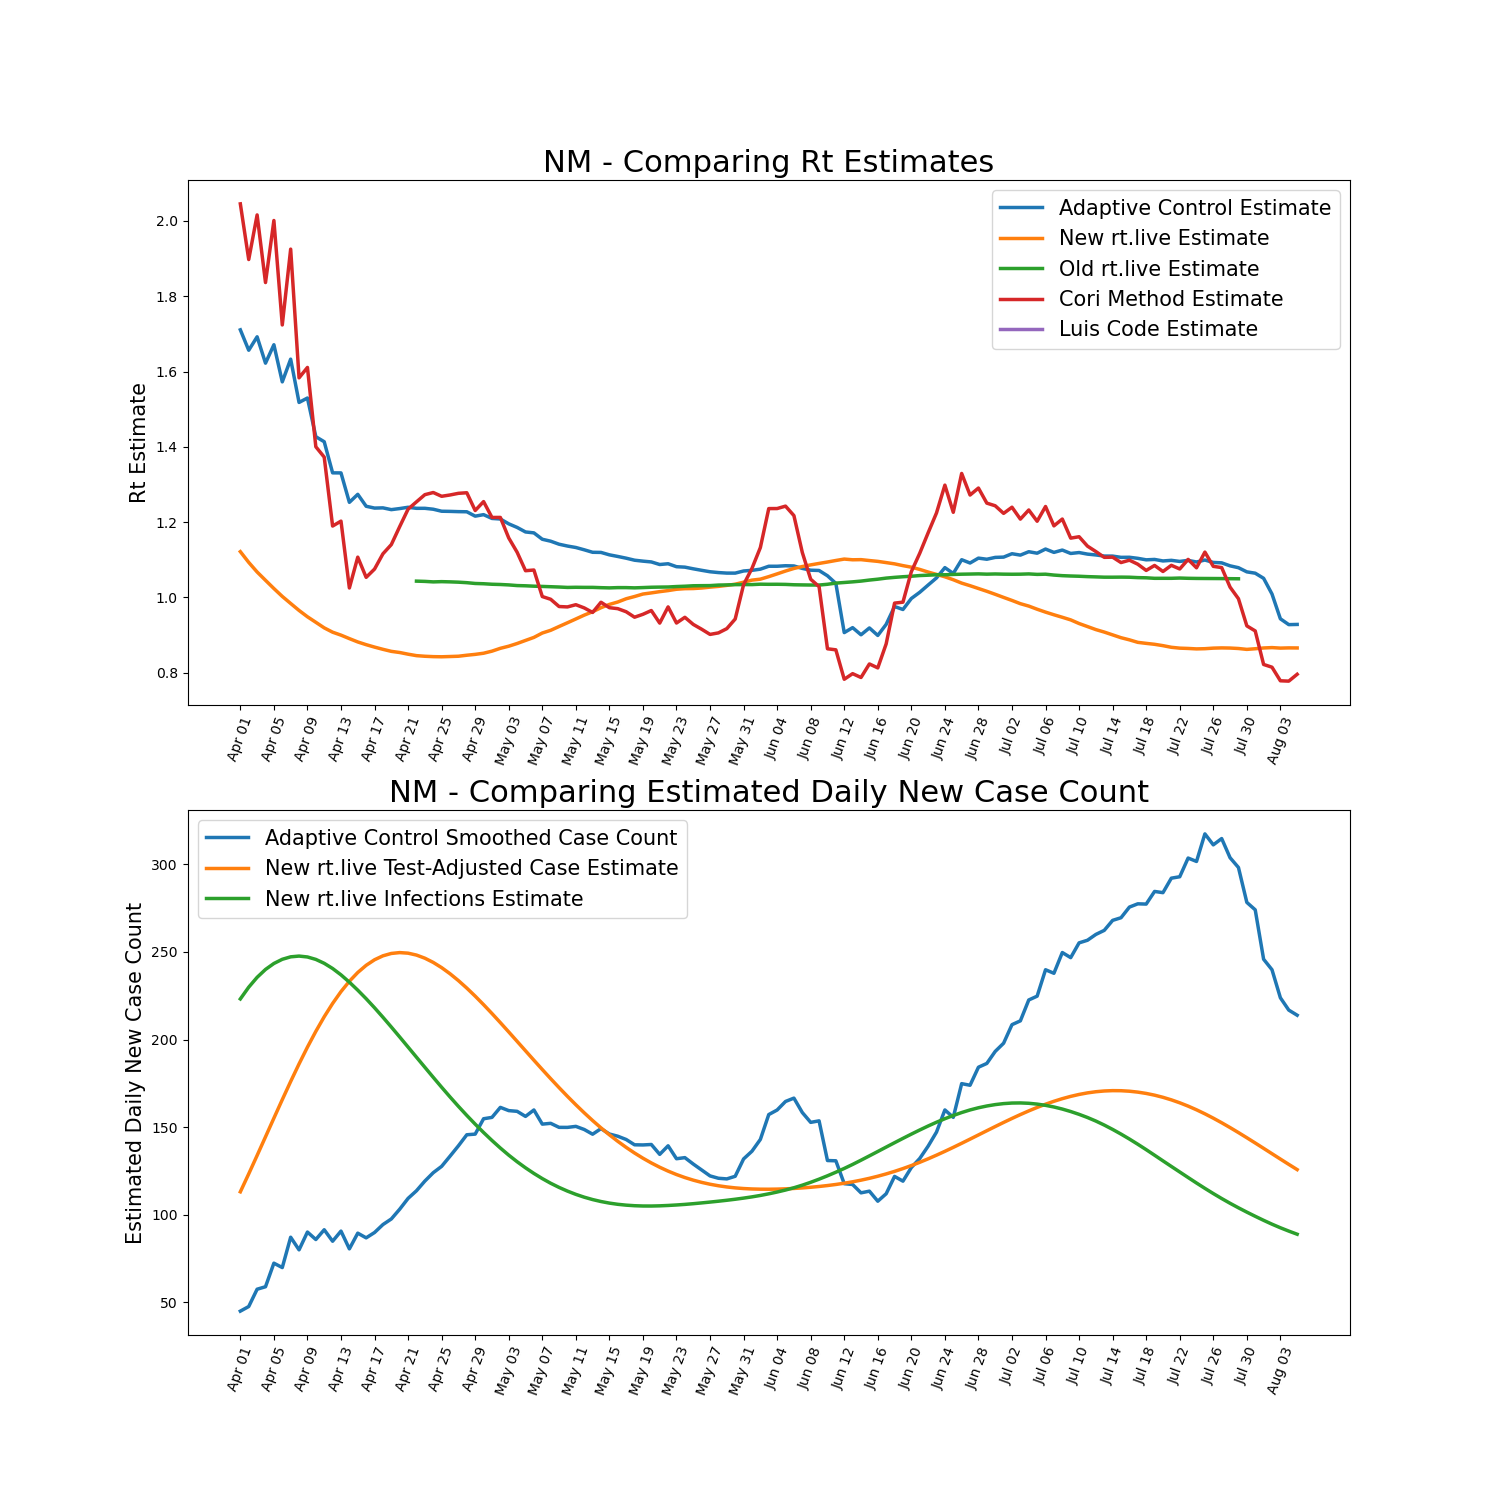 NM - Comparing Rt Estimates
Rt Estimate
2.0
1.8
1.6
1.4
1.2
1.0
0.8
Adaptive Control Estimate
New rt.live Estimate
Old rt.live Estimate
Cori Method Estimate
Luis Code Estimate
Apr 01 Apr 05 Apr 09 Apr 13 Apr 17 Apr 21 Apr 25 Apr 29 May 03 May 07 May 11 May 15 May 19 May 23 May 27 May 31 Jun 04 Jun 08 Jun 12 Jun 16 Jun 20 Jun 24 Jun 28 Jul 02 Jul 06 Jul 10 Jul 14 Jul 18 Jul 22 Jul 26 Jul 30 Aug 03
NM - Comparing Estimated Daily New Case Count
Estimated Daily New Case Count
300
250
200
150
100
50
Adaptive Control Smoothed Case Count
New rt.live Test-Adjusted Case Estimate
New rt.live Infections Estimate
Apr 01 Apr 05 Apr 09 Apr 13 Apr 17 Apr 21 Apr 25 Apr 29 May 03 May 07 May 11 May 15 May 19 May 23 May 27 May 31 Jun 04 Jun 08 Jun 12 Jun 16 Jun 20 Jun 24 Jun 28 Jul 02 Jul 06 Jul 10 Jul 14 Jul 18 Jul 22 Jul 26 Jul 30 Aug 03